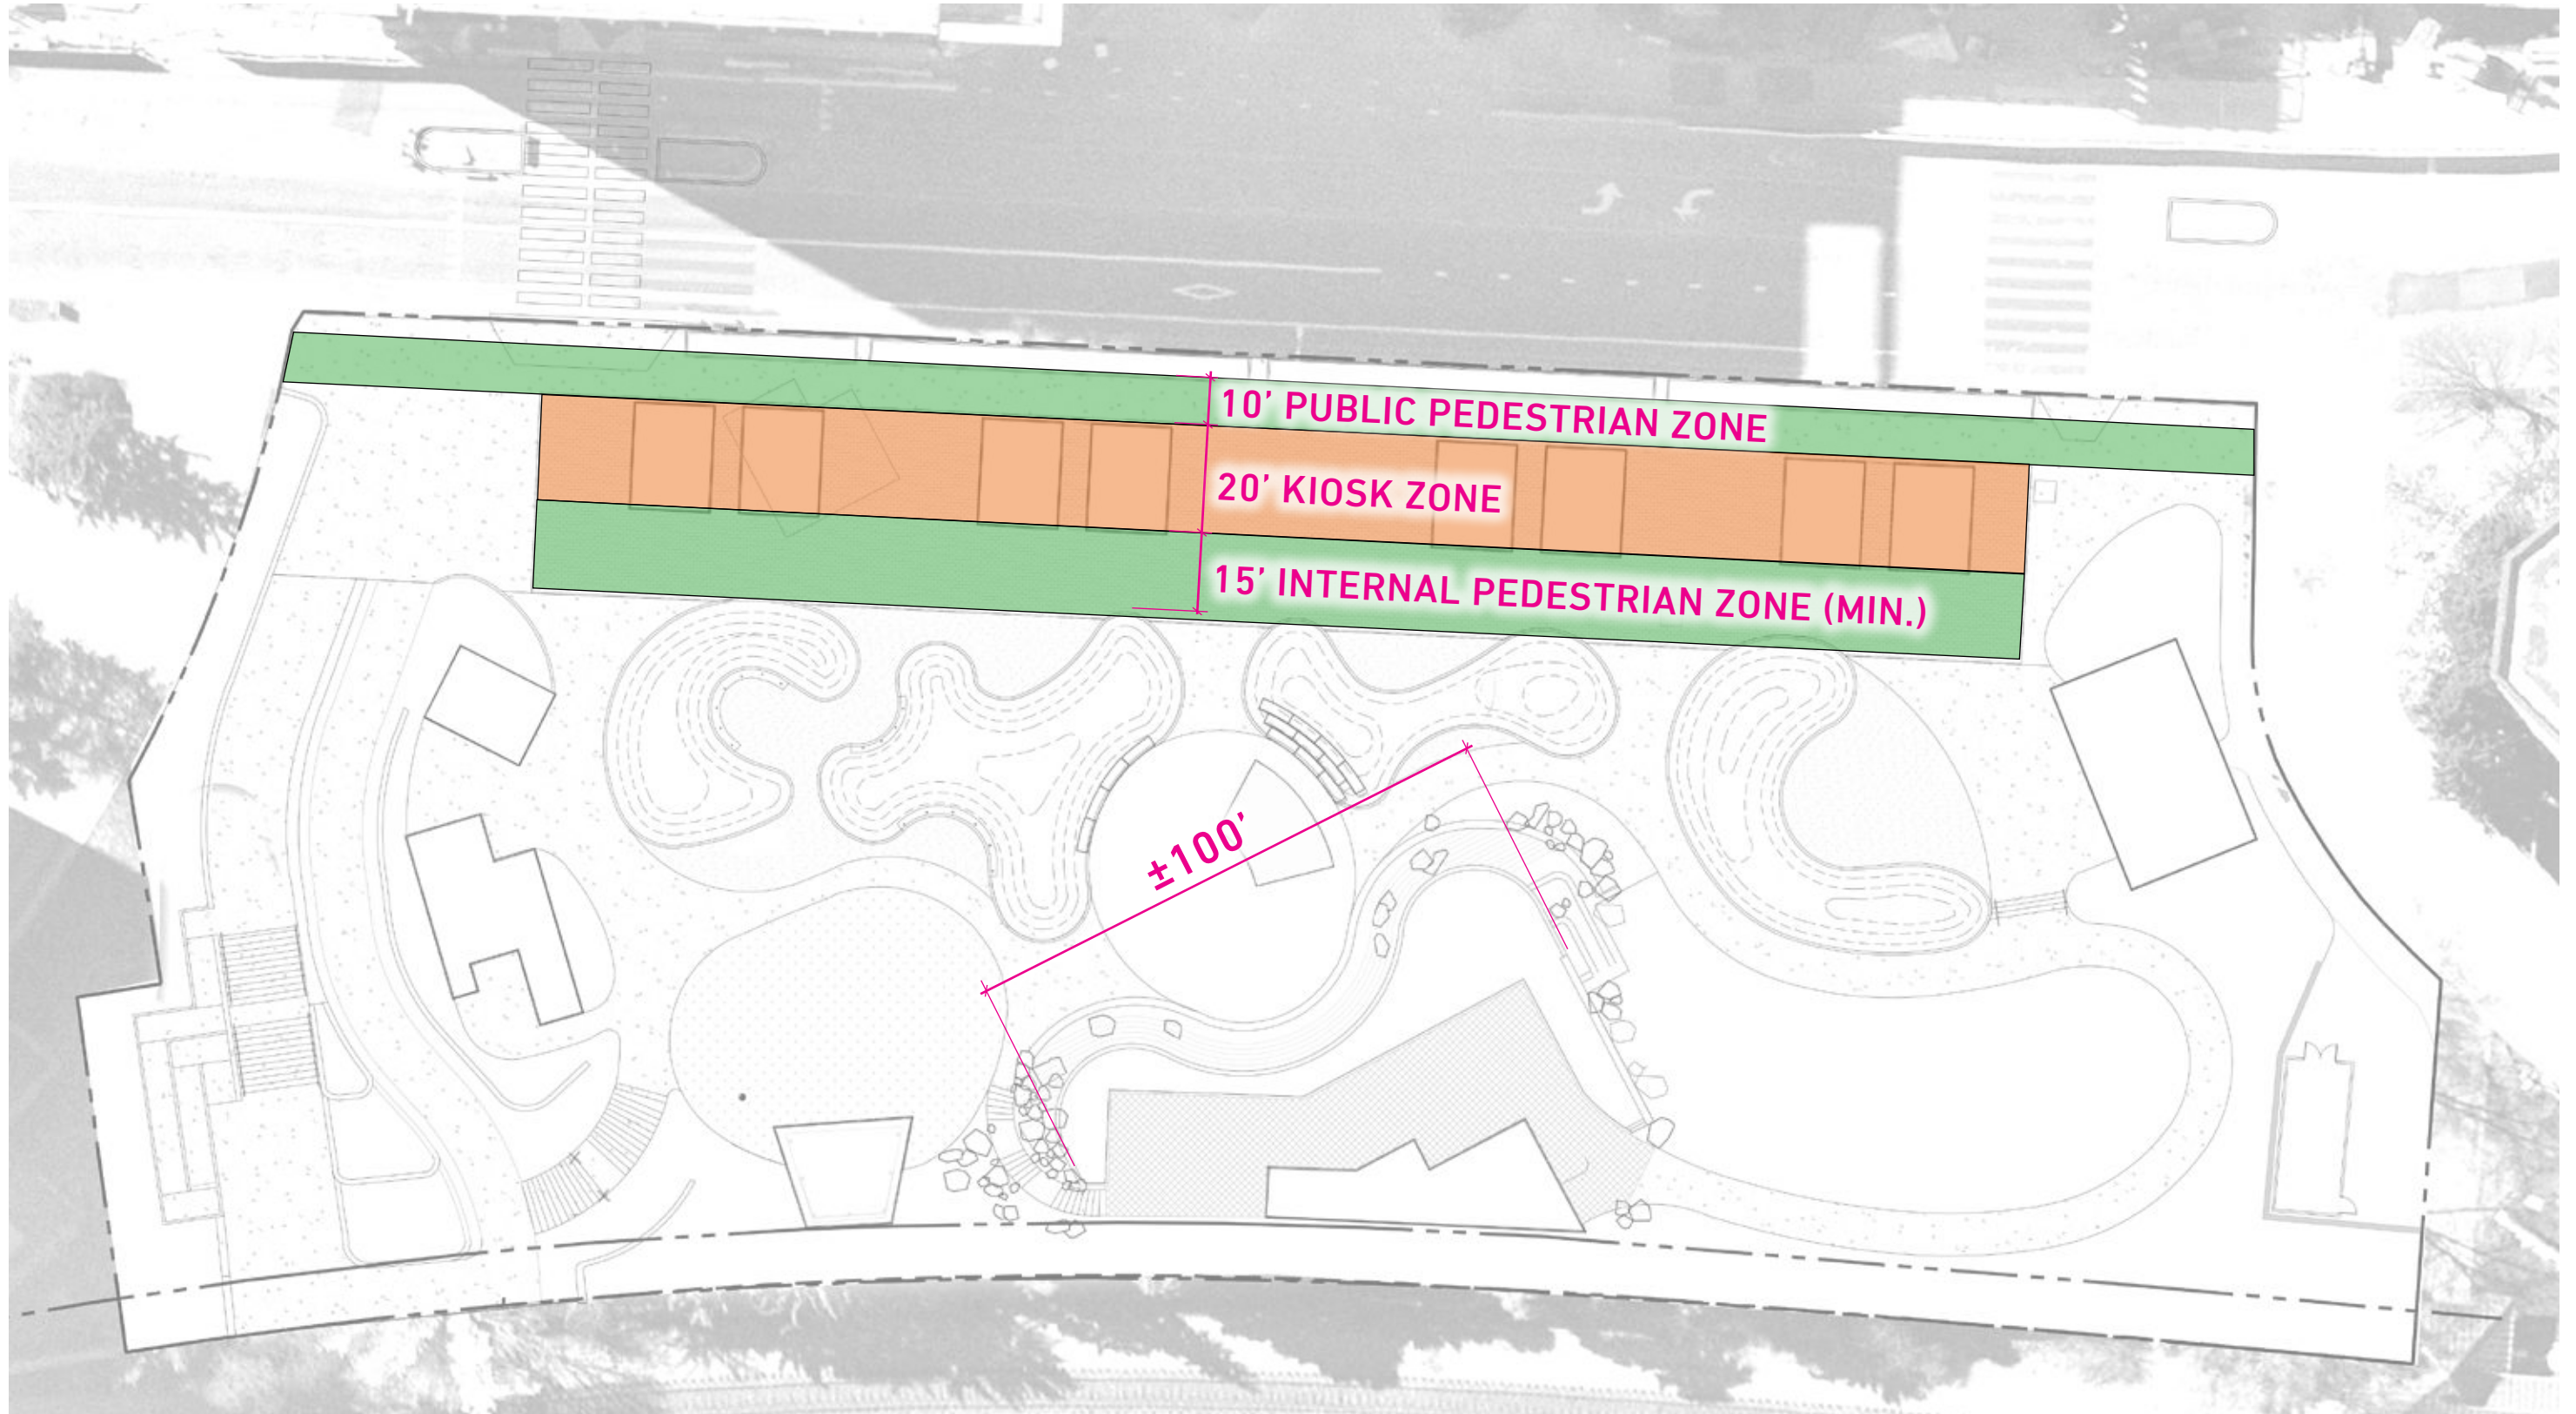 10’ PUBLIC PEDESTRIAN ZONE
20’ KIOSK ZONE
15’ INTERNAL PEDESTRIAN ZONE (MIN.)
±100’